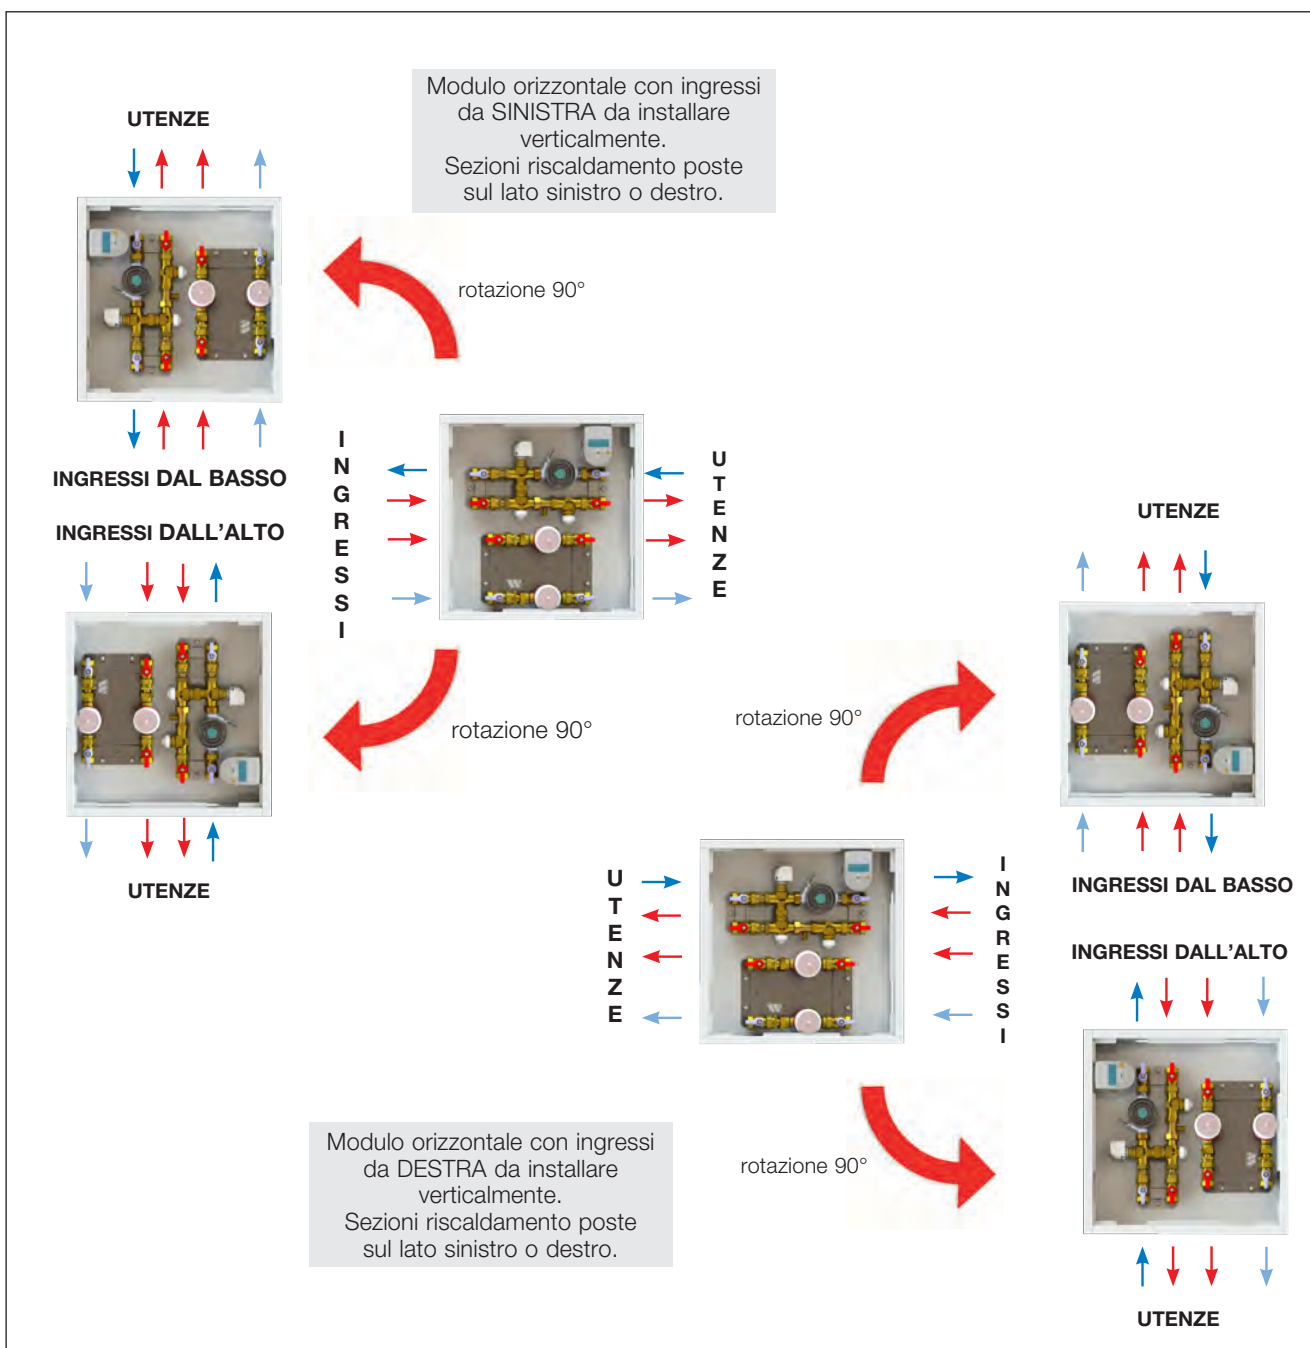 Modulo orizzontale con ingressi
da SINISTRA da installare
verticalmente.
Sezioni riscaldamento poste
sul lato sinistro o destro.
UTENZE
rotazione 90°
INGRESSI DAL BASSO
INGRESSI
UTENZE
INGRESSI DALL'ALTO
rotazione 90°
UTENZE
UTENZE
rotazione 90°
INGRESSI DAL BASSO
UTENZE
INGRESSI
INGRESSI DALL'ALTO
rotazione 90°
UTENZE
Modulo orizzontale con ingressi
da DESTRA da installare
verticalmente.
Sezioni riscaldamento poste
sul lato sinistro o destro.